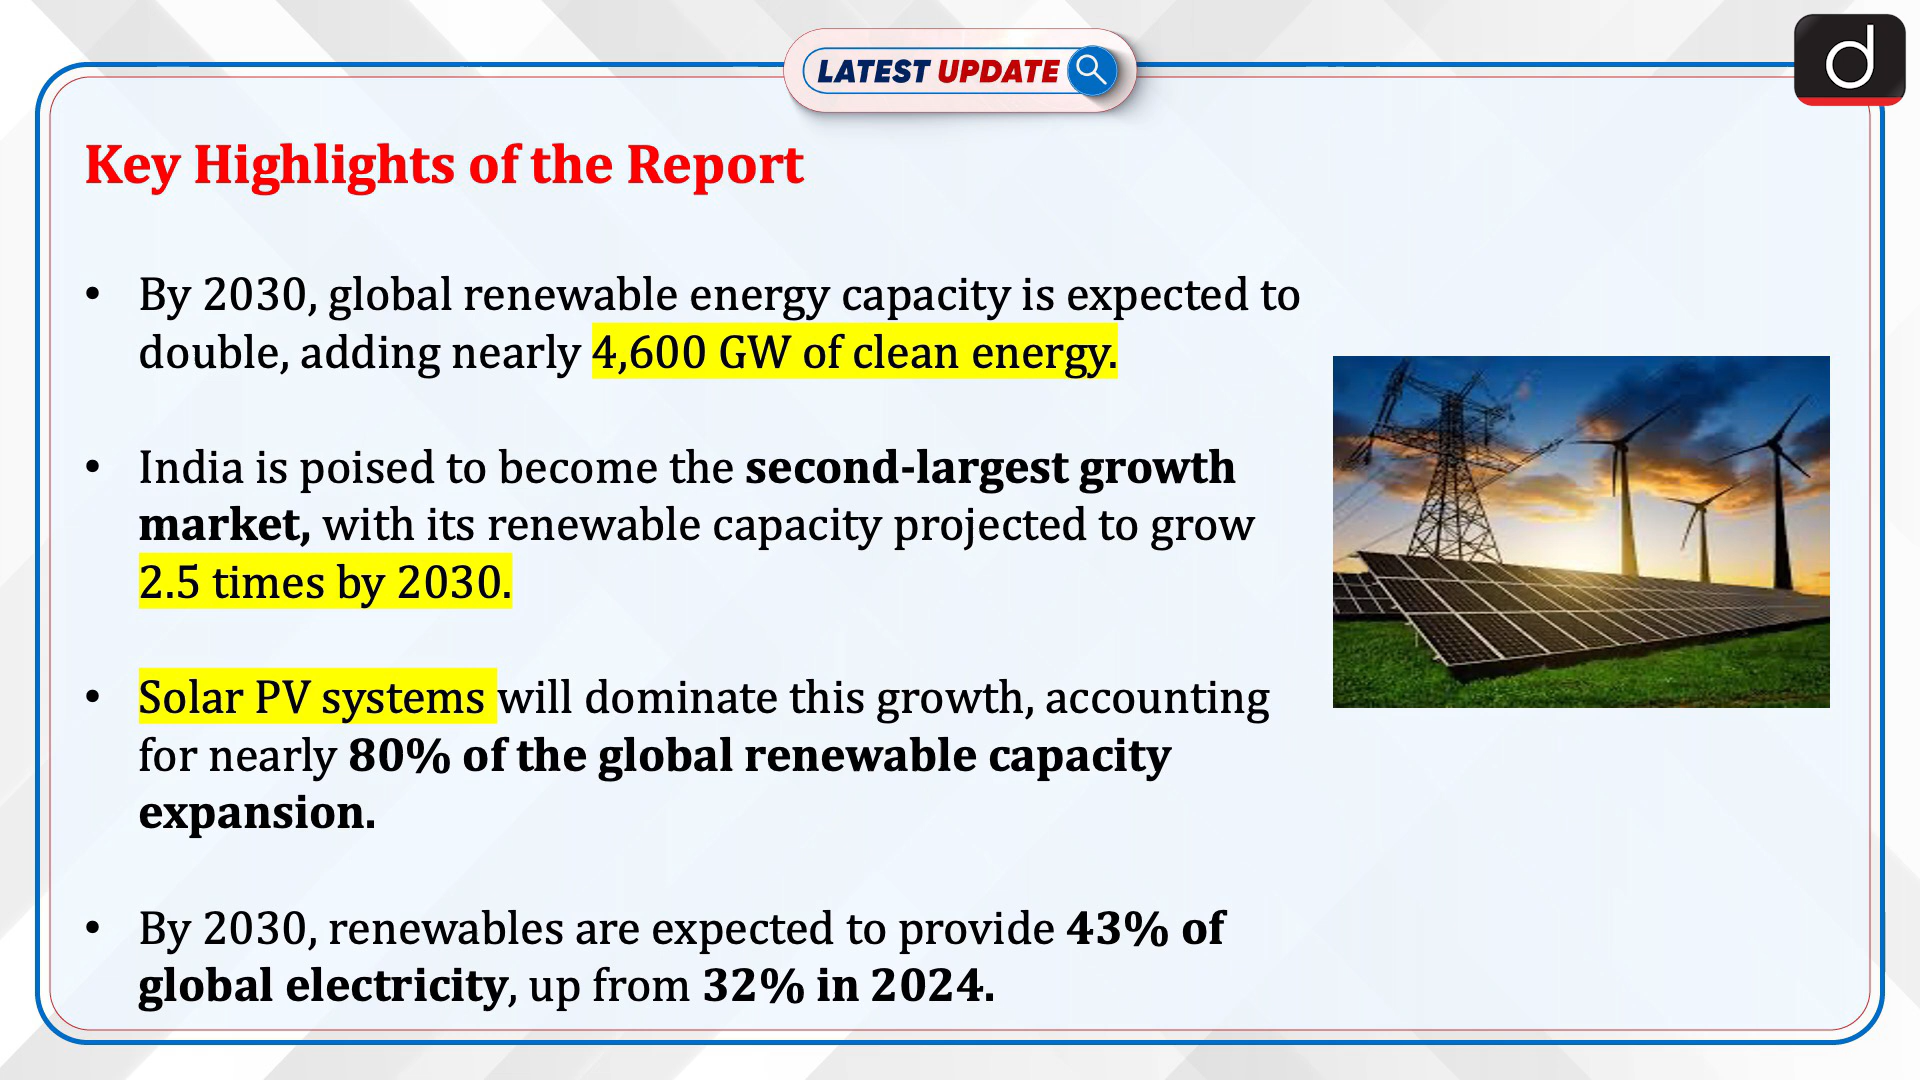 LATEST UPDATE
d
Key Highlights of the Report
• By 2030, global renewable energy capacity is expected to
double, adding nearly 4,600 GW of clean energy.
• India is poised to become the second-largest growth
market, with its renewable capacity projected to grow
2.5 times by 2030.
• Solar PV systems will dominate this growth, accounting
for nearly 80% of the global renewable capacity
expansion.
• By 2030, renewables are expected to provide 43% of
global electricity, up from 32% in 2024.